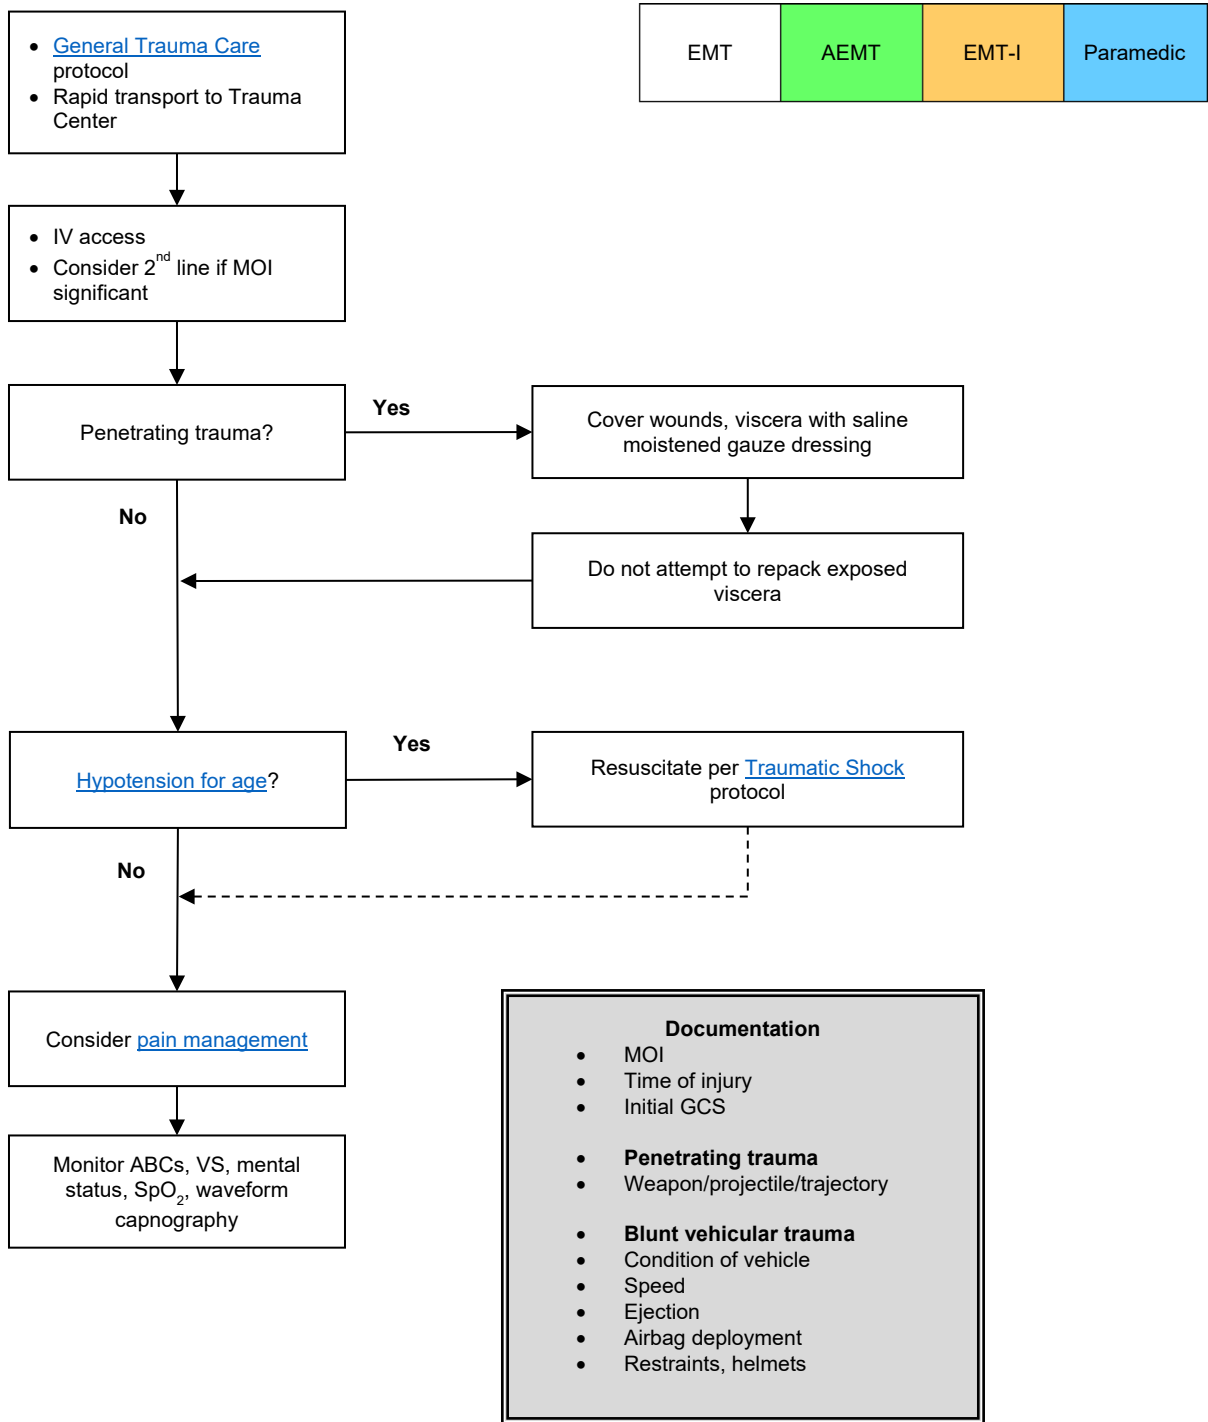 • General Trauma Care
protocol
• Rapid transport to Trauma
Center
EMT
AEMT
EMT-I
Paramedic
• IV access
• Consider 2nd line if MOI
significant
Penetrating trauma?
Yes
Cover wounds, viscera with saline
moistened gauze dressing
No
Do not attempt to repack exposed
viscera
Hypotension for age?
Yes
Resuscitate per Traumatic Shock
protocol
No
Consider pain management
Monitor ABCs, VS, mental
status, SpO2, waveform
capnography
Documentation
• MOI
• Time of injury
• Initial GCS
• Penetrating trauma
• Weapon/projectile/trajectory
• Blunt vehicular trauma
• Condition of vehicle
• Speed
• Ejection
• Airbag deployment
• Restraints, helmets